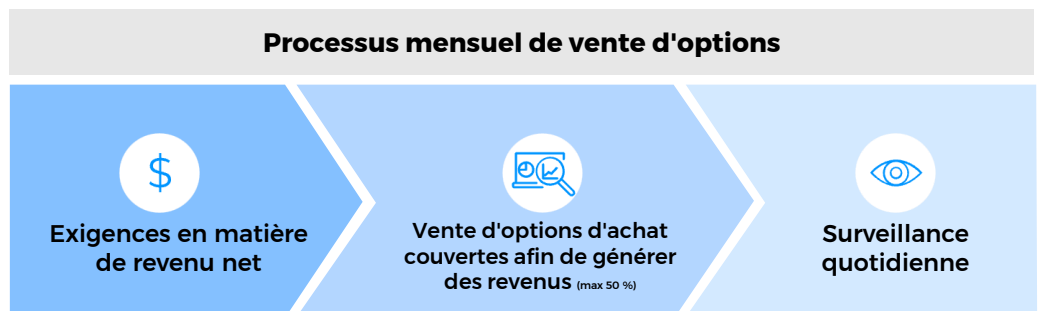 Processus mensuel de vente d'options
$
Exigences en matière
de revenu net
Vente d'options d'achat
couvertes afin de générer
des revenus (max 50 %)
Surveillance
quotidienne